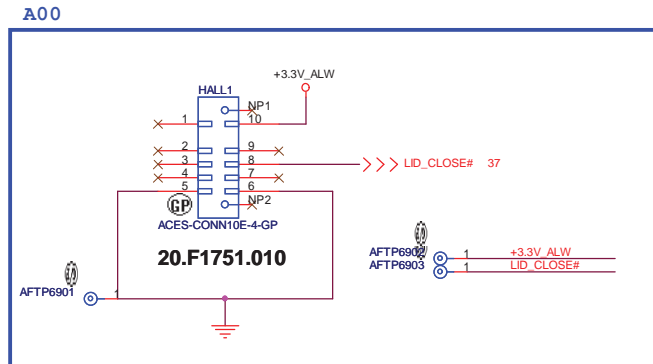 A00
+3.3V_ALW
HALL1
NP1
1 10
2 9
3 8 LID_CLOSE# 37
4 7
5 6
GP NP2
ACES-CONN10E-4-GP
20.F1751.010
AFTP6902 1 +3.3V_ALW
AFTP6903 1 LID_CLOSE#
AFTP6901 1